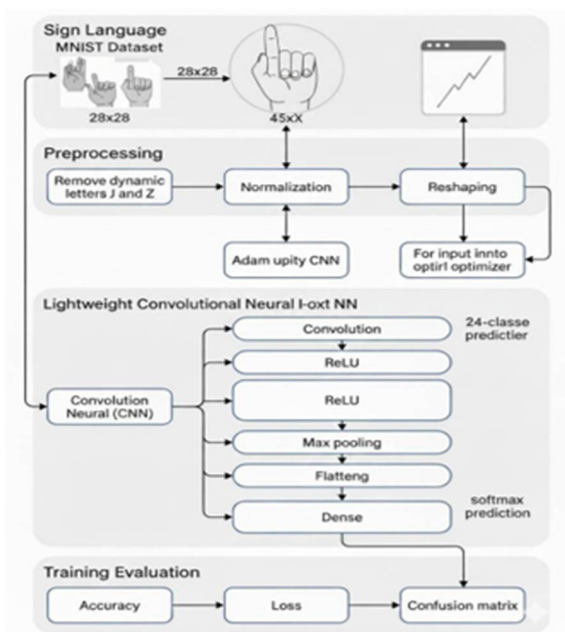 Sign Language
MNIST Dataset
28x28
28x28
45xX
Preprocessing
Remove dynamic
letters J and Z
Normalization
Reshaping
Adam upity CNN
For input innto
optirl optimizer
Lightweight Convolutional Neural I-oxt NN
Convolution
24-classe
predictier
ReLU
Convolution
Neural (CNN)
ReLU
Max pooling
Flatteng
Dense
softmax
prediction
Training Evaluation
Accuracy
Loss
Confusion matrix